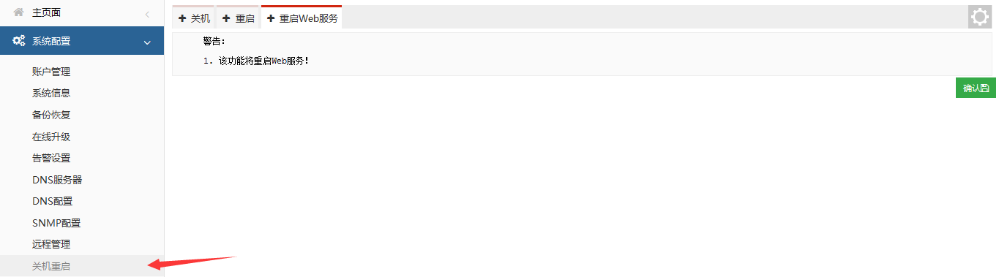 主页面
系统配置
账户管理
系统信息
备份恢复
在线升级
告警设置
DNS服务器
DNS配置
SNMP配置
远程管理
关机重启
关机 重启 重启Web服务
警告:
1. 该功能将重启Web服务!
确认